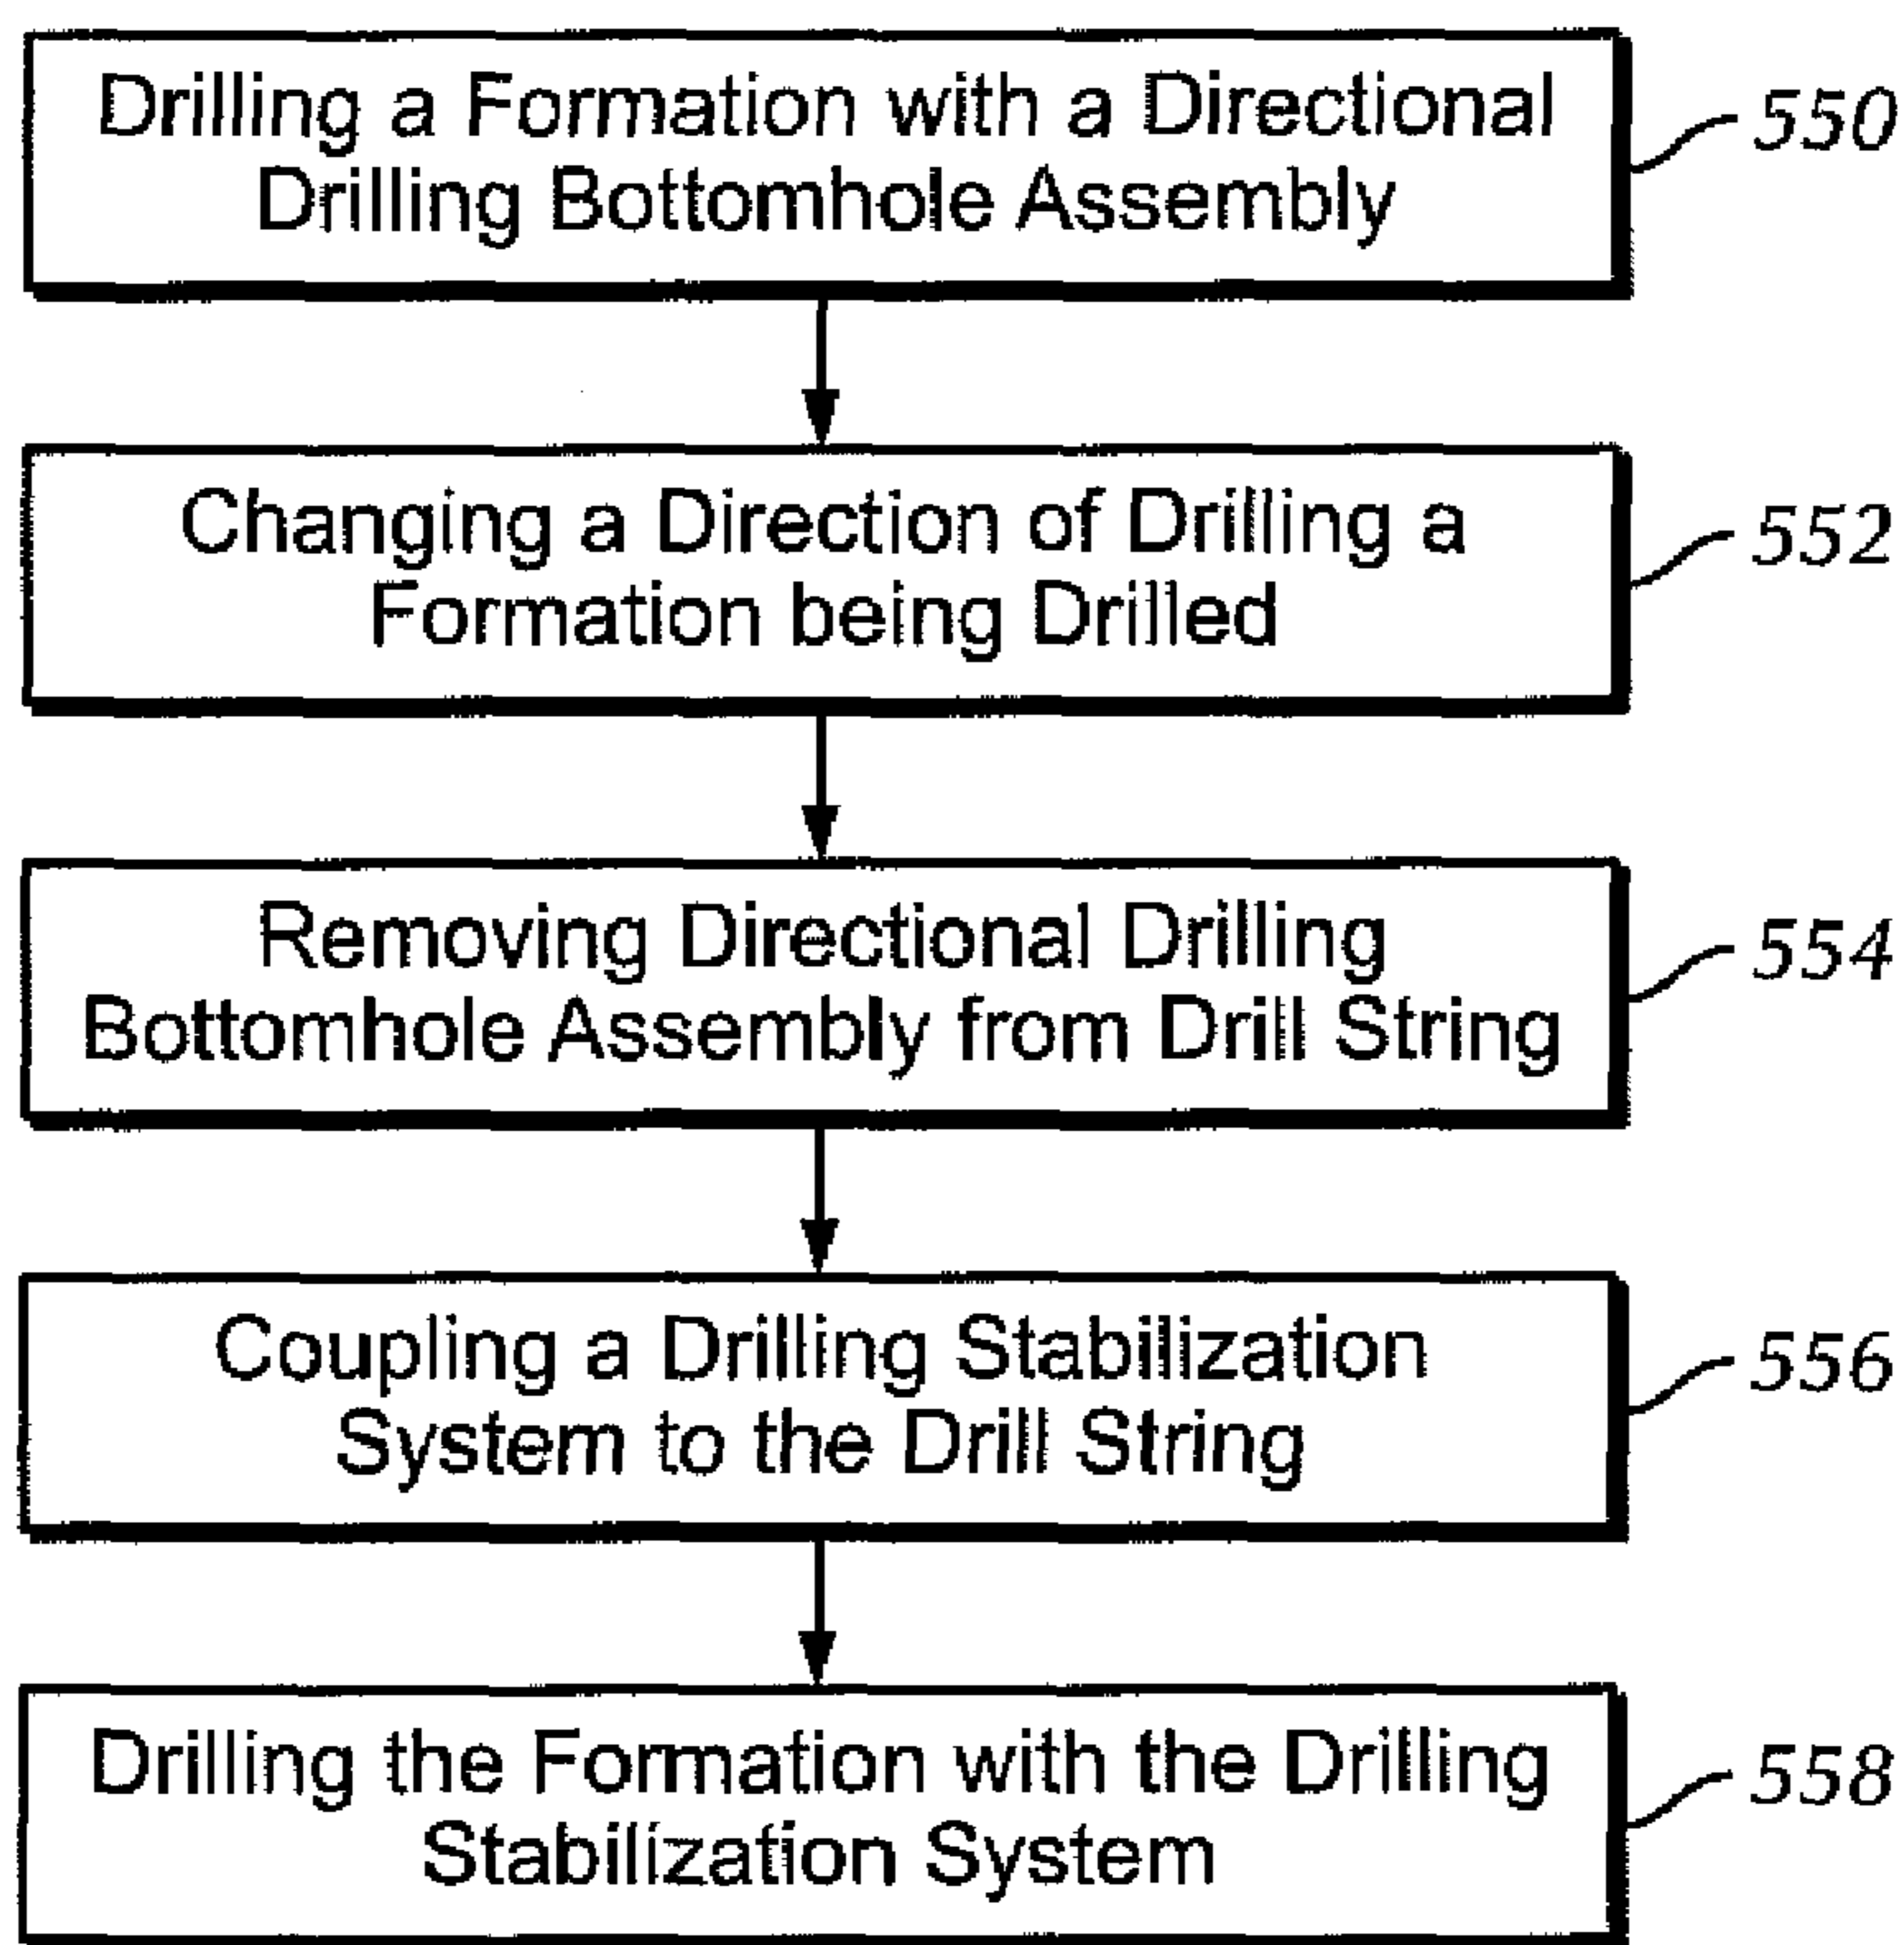 Drilling a Formation with a Directional
Drilling Bottomhole Assembly
550
Changing a Direction of Drilling a
Formation being Drilled
552
Removing Directional Drilling
Bottomhole Assembly from Drill String
554
Coupling a Drilling Stabilization
System to the Drill String
556
Drilling the Formation with the Drilling
Stabilization System
558